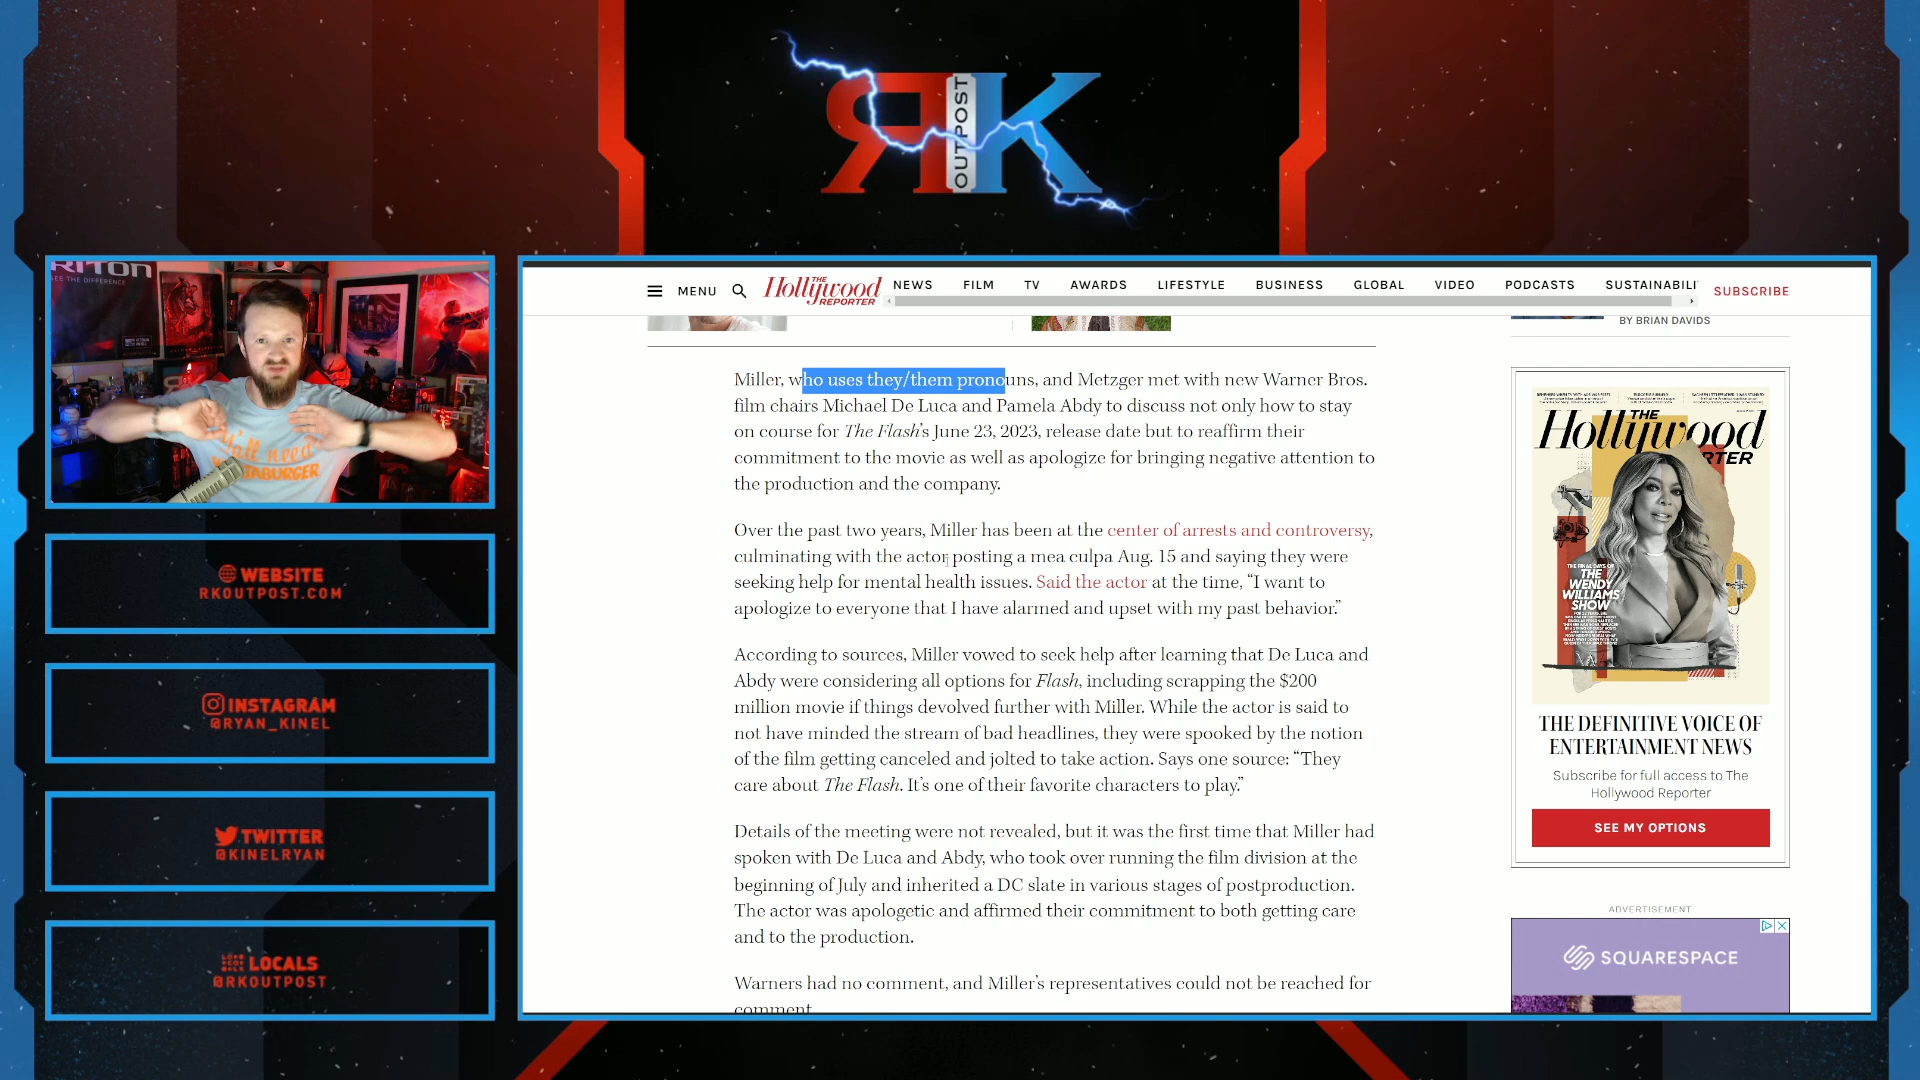 RK
OUTPOST
RITON
SEE THE DIFFERENCE
Y'all need
WEBSITE
RKOUTPOST.COM
INSTAGRAM
@RYAN_KINEL
TWITTER
@KINELRYAN
LOCALS
@RKOUTPOST
MENU
THE Hollywood REPORTER
NEWS FILM TV AWARDS LIFESTYLE BUSINESS GLOBAL VIDEO PODCASTS SUSTAINABILI
SUBSCRIBE
Miller, who uses they/them pronouns, and Metzger met with new Warner Bros.
film chairs Michael De Luca and Pamela Abdy to discuss not only how to stay
on course for The Flash's June 23, 2023, release date but to reaffirm their
commitment to the movie as well as apologize for bringing negative attention to
the production and the company.
Over the past two years, Miller has been at the center of arrests and controversy,
culminating with the actor posting a mea culpa Aug. 15 and saying they were
seeking help for mental health issues. Said the actor at the time, “I want to
apologize to everyone that I have alarmed and upset with my past behavior.”
According to sources, Miller vowed to seek help after learning that De Luca and
Abdy were considering all options for Flash, including scrapping the $200
million movie if things devolved further with Miller. While the actor is said to
not have minded the stream of bad headlines, they were spooked by the notion
of the film getting canceled and jolted to take action. Says one source: “They
care about The Flash. It's one of their favorite characters to play.”
Details of the meeting were not revealed, but it was the first time that Miller had
spoken with De Luca and Abdy, who took over running the film division at the
beginning of July and inherited a DC slate in various stages of postproduction.
The actor was apologetic and affirmed their commitment to both getting care
and to the production.
Warners had no comment, and Miller's representatives could not be reached for
comment.
BY BRIAN DAVIDS
THE
Hollywood
RTER
THE FINAL DAYS OF
THE
WENDY
WILLIAMS
SHOW
THE DEFINITIVE VOICE OF
ENTERTAINMENT NEWS
Subscribe for full access to The
Hollywood Reporter
SEE MY OPTIONS
ADVERTISEMENT
SQUARESPACE